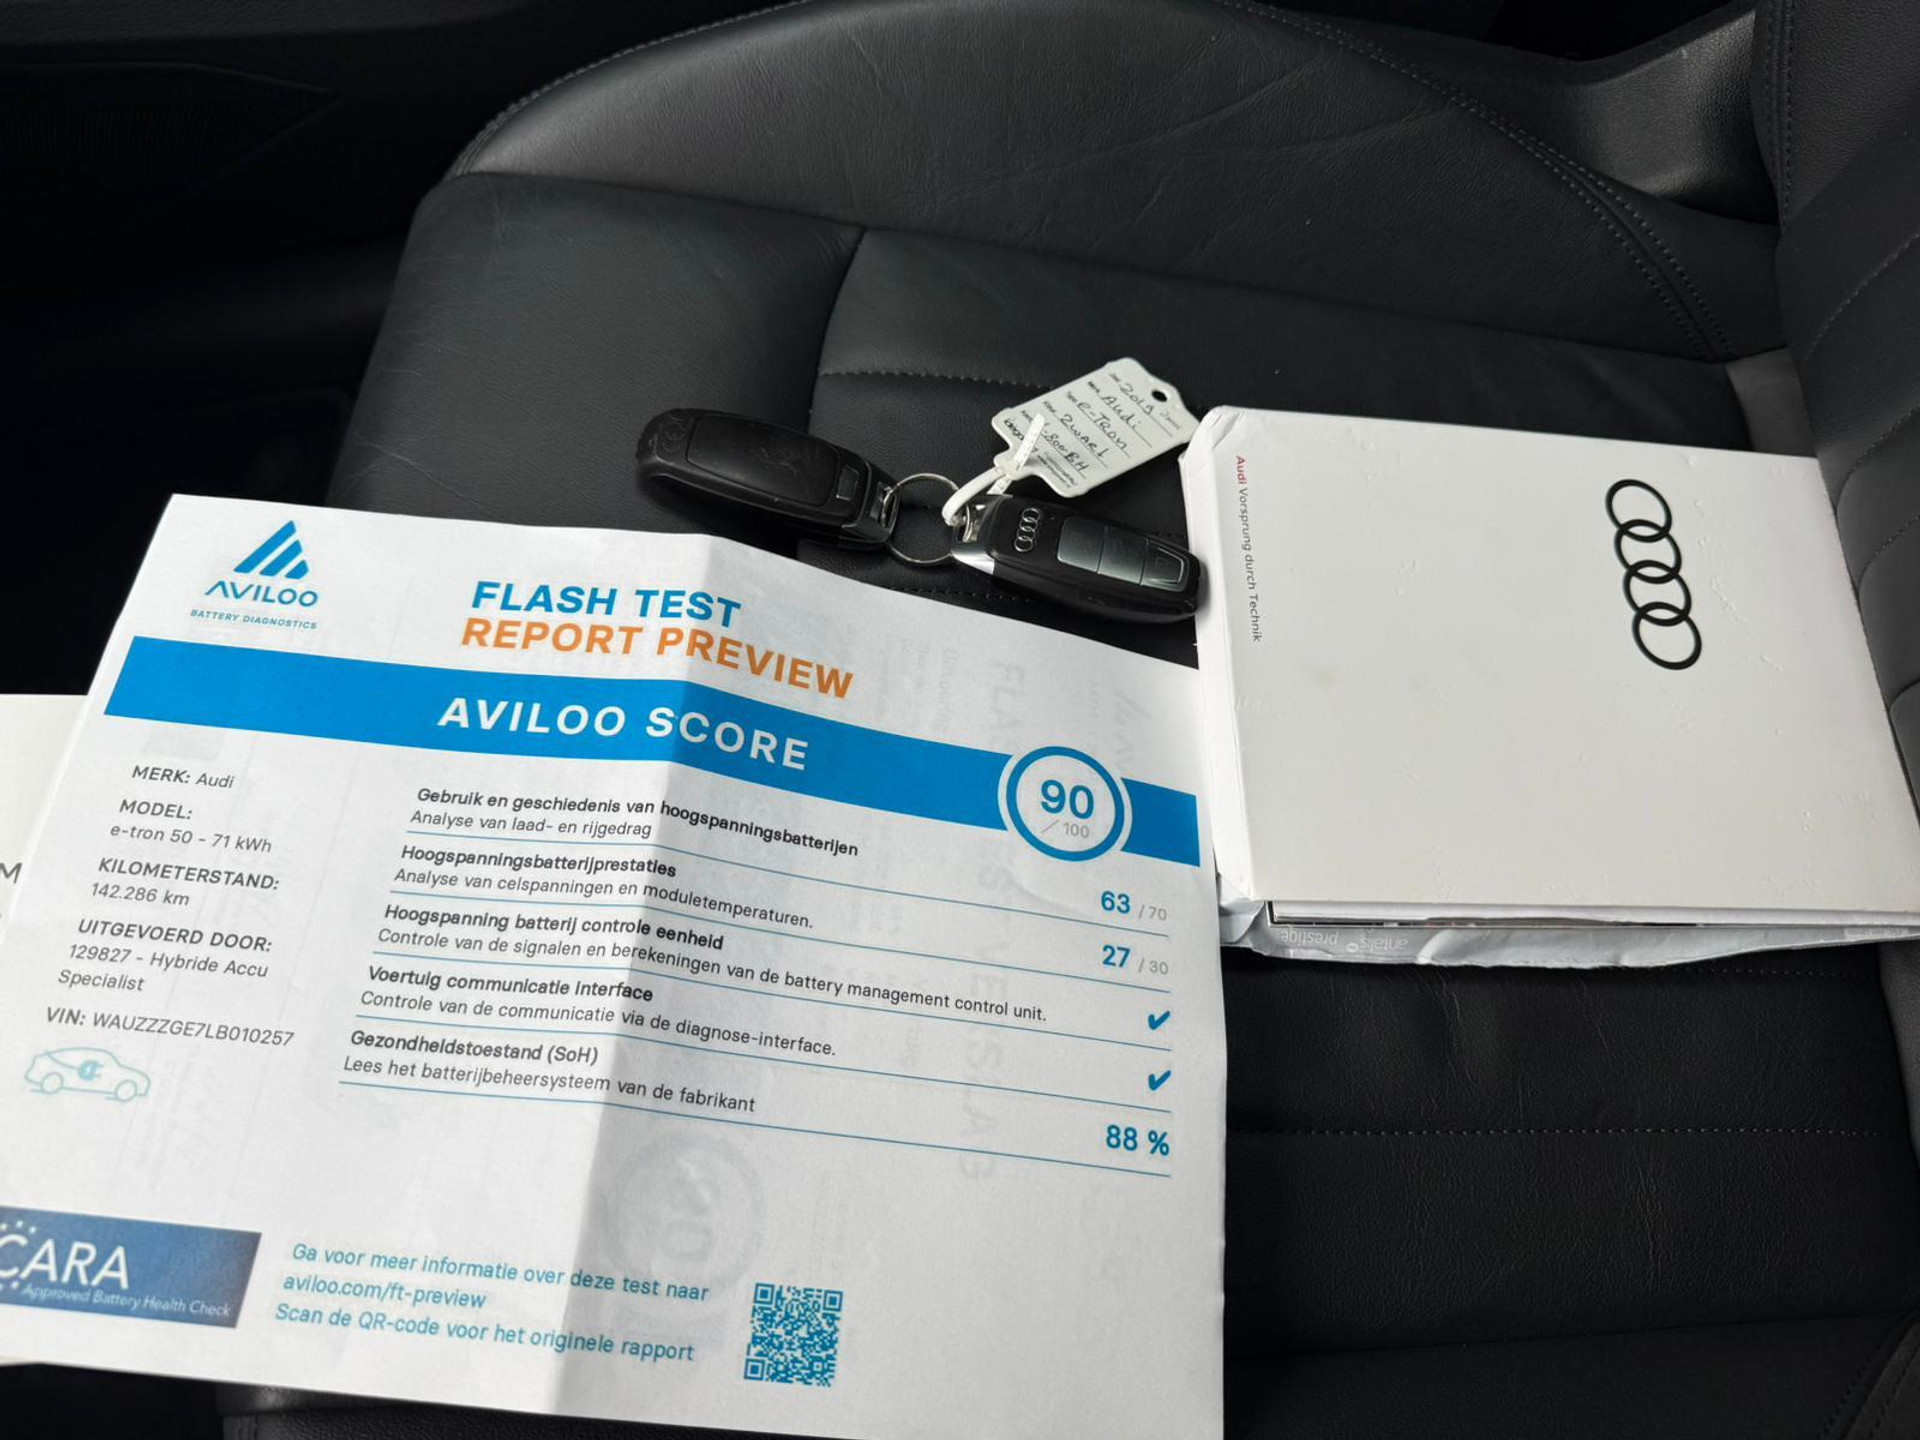 AVILOO
BATTERY DIAGNOSTICS
FLASH TEST
REPORT PREVIEW
AVILOO SCORE
90
/ 100
MERK: Audi
MODEL:
e-tron 50 - 71 kWh
KILOMETERSTAND:
142.286 km
UITGEVOERD DOOR:
129827 - Hybride Accu
Specialist
VIN: WAUZZZGE7LB010257
Gebruik en geschiedenis van hoogspanningsbatterijen
Analyse van laad- en rijgedrag
63 / 70
Hoogspanningsbatterijprestaties
Analyse van celspanningen en moduletemperaturen.
27 / 30
Hoogspanning batterij controle eenheid
Controle van de signalen en berekeningen van de battery management control unit.
✔
Voertuig communicatie interface
Controle van de communicatie via de diagnose-interface.
✔
Gezondheidstoestand (SoH)
Lees het batterijbeheersysteem van de fabrikant
88 %
CARA
Approved Battery Health Check
Ga voor meer informatie over deze test naar
aviloo.com/ft-preview
Scan de QR-code voor het originele rapport
2019
Audi
e-Tron
Zwart
Audi Vorsprung durch Technik
antalis prestige
M